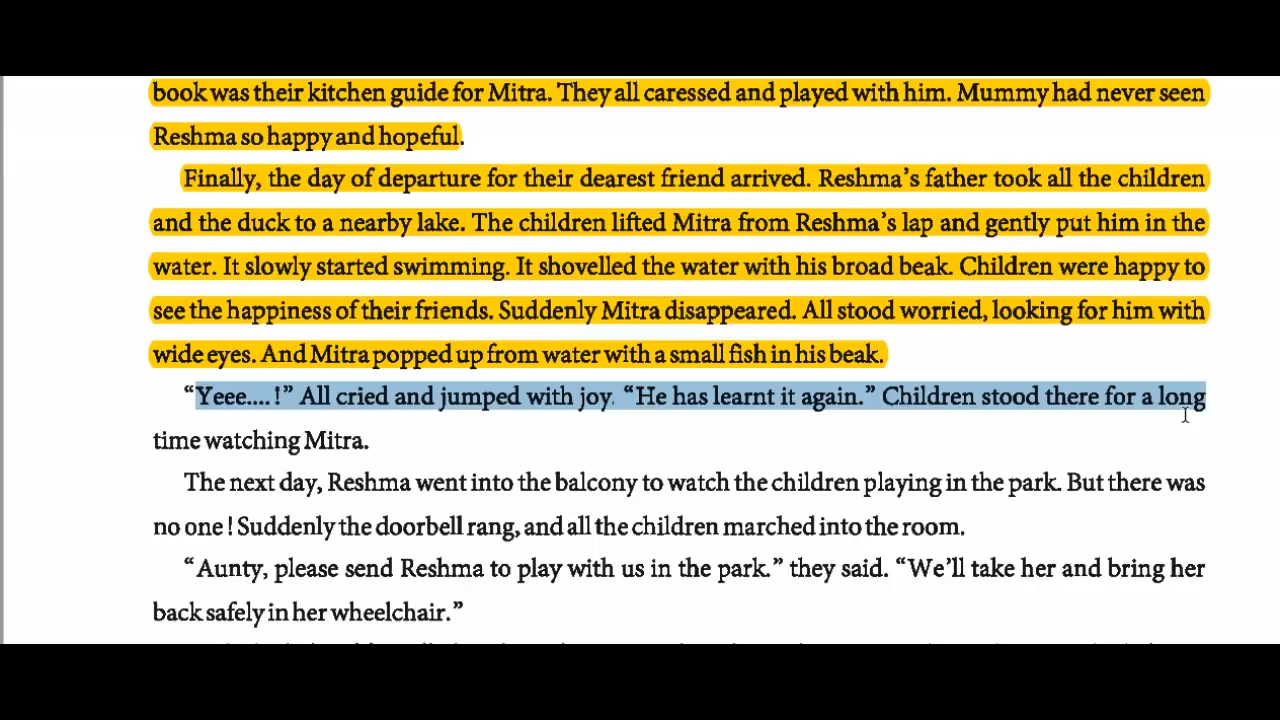 book was their kitchen guide for Mitra. They all caressed and played with him. Mummy had never seen
Reshma so happy and hopeful.
Finally, the day of departure for their dearest friend arrived. Reshma’s father took all the children
and the duck to a nearby lake. The children lifted Mitra from Reshma’s lap and gently put him in the
water. It slowly started swimming. It shovelled the water with his broad beak. Children were happy to
see the happiness of their friends. Suddenly Mitra disappeared. All stood worried, looking for him with
wide eyes. And Mitra popped up from water with a small fish in his beak.
“Yeee....!” All cried and jumped with joy. “He has learnt it again.” Children stood there for a long
time watching Mitra.
The next day, Reshma went into the balcony to watch the children playing in the park. But there was
no one! Suddenly the doorbell rang, and all the children marched into the room.
“Aunty, please send Reshma to play with us in the park.” they said. “We’ll take her and bring her
back safely in her wheelchair.”